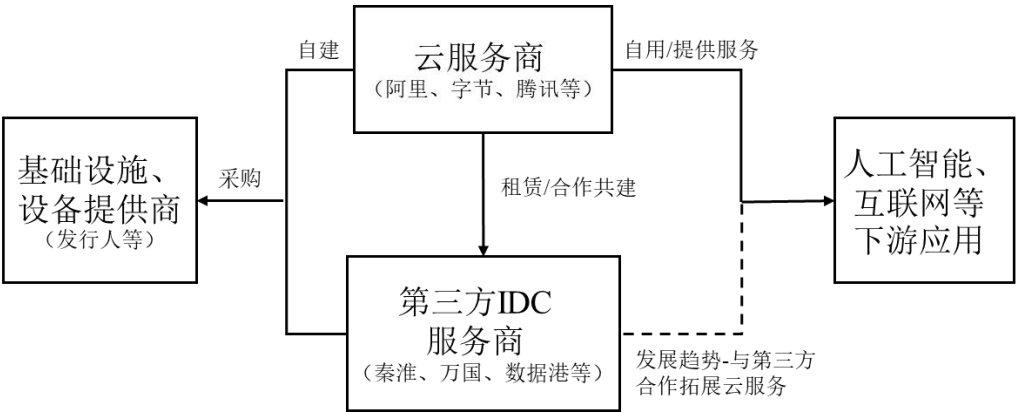 自建
云服务商
（阿里、字节、腾讯等）
自用/提供服务
基础设施、
设备提供商
（发行人等）
采购
租赁/合作共建
人工智能、
互联网等
下游应用
第三方IDC
服务商
（秦淮、万国、数据港等）
发展趋势-与第三方
合作拓展云服务